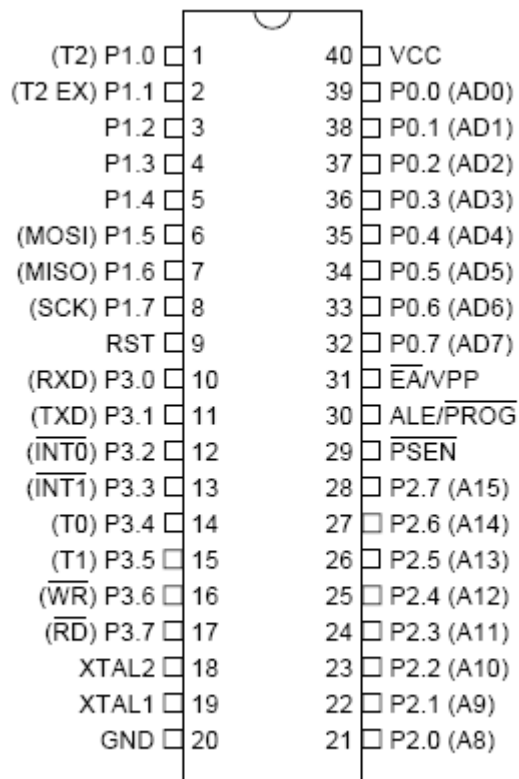 (T2) P1.0 1 40 VCC
(T2 EX) P1.1 2 39 P0.0 (AD0)
P1.2 3 38 P0.1 (AD1)
P1.3 4 37 P0.2 (AD2)
P1.4 5 36 P0.3 (AD3)
(MOSI) P1.5 6 35 P0.4 (AD4)
(MISO) P1.6 7 34 P0.5 (AD5)
(SCK) P1.7 8 33 P0.6 (AD6)
RST 9 32 P0.7 (AD7)
(RXD) P3.0 10 31 E̅A̅/VPP
(TXD) P3.1 11 30 ALE/P̅R̅O̅G̅
(I̅N̅T̅0̅) P3.2 12 29 P̅S̅E̅N̅
(I̅N̅T̅1̅) P3.3 13 28 P2.7 (A15)
(T0) P3.4 14 27 P2.6 (A14)
(T1) P3.5 15 26 P2.5 (A13)
(W̅R̅) P3.6 16 25 P2.4 (A12)
(R̅D̅) P3.7 17 24 P2.3 (A11)
XTAL2 18 23 P2.2 (A10)
XTAL1 19 22 P2.1 (A9)
GND 20 21 P2.0 (A8)